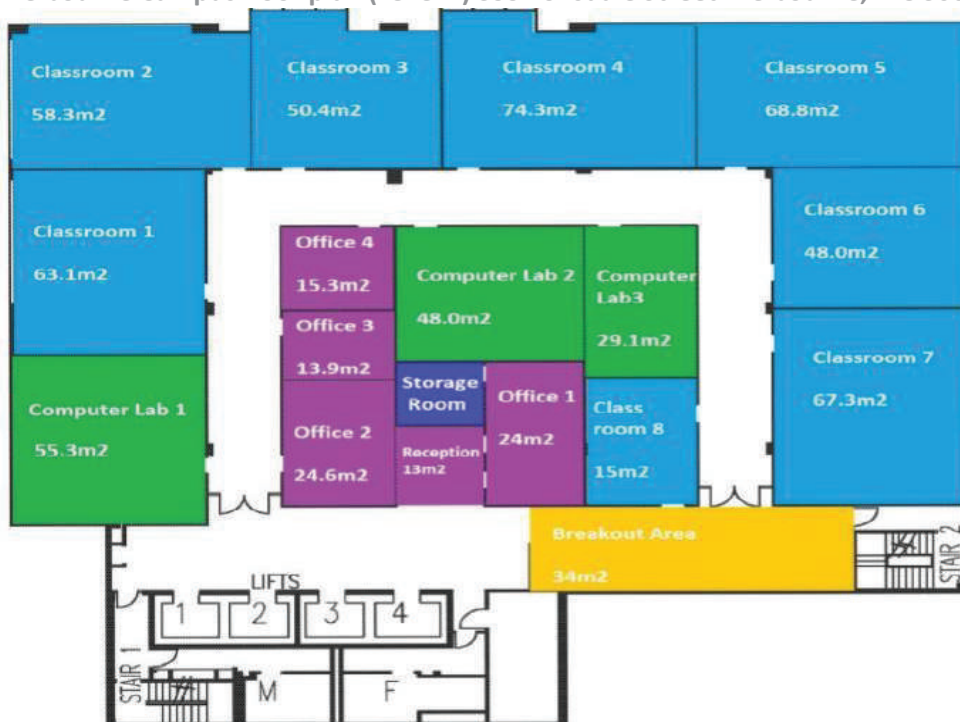 Classroom 2
58.3m2
Classroom 3
50.4m2
Classroom 4
74.3m2
Classroom 5
68.8m2
Classroom 1
63.1m2
Office 4
15.3m2
Computer Lab 2
48.0m2
Computer
Lab3
29.1m2
Classroom 6
48.0m2
Office 3
13.9m2
Storage
Room
Office 1
24m2
Classroom 7
67.3m2
Computer Lab 1
55.3m2
Office 2
24.6m2
Reception
13m2
Class
room 8
15m2
Breakout Area
34m2
STAIR 2
LIFTS
1
2
3
4
STAIR 1
M
F